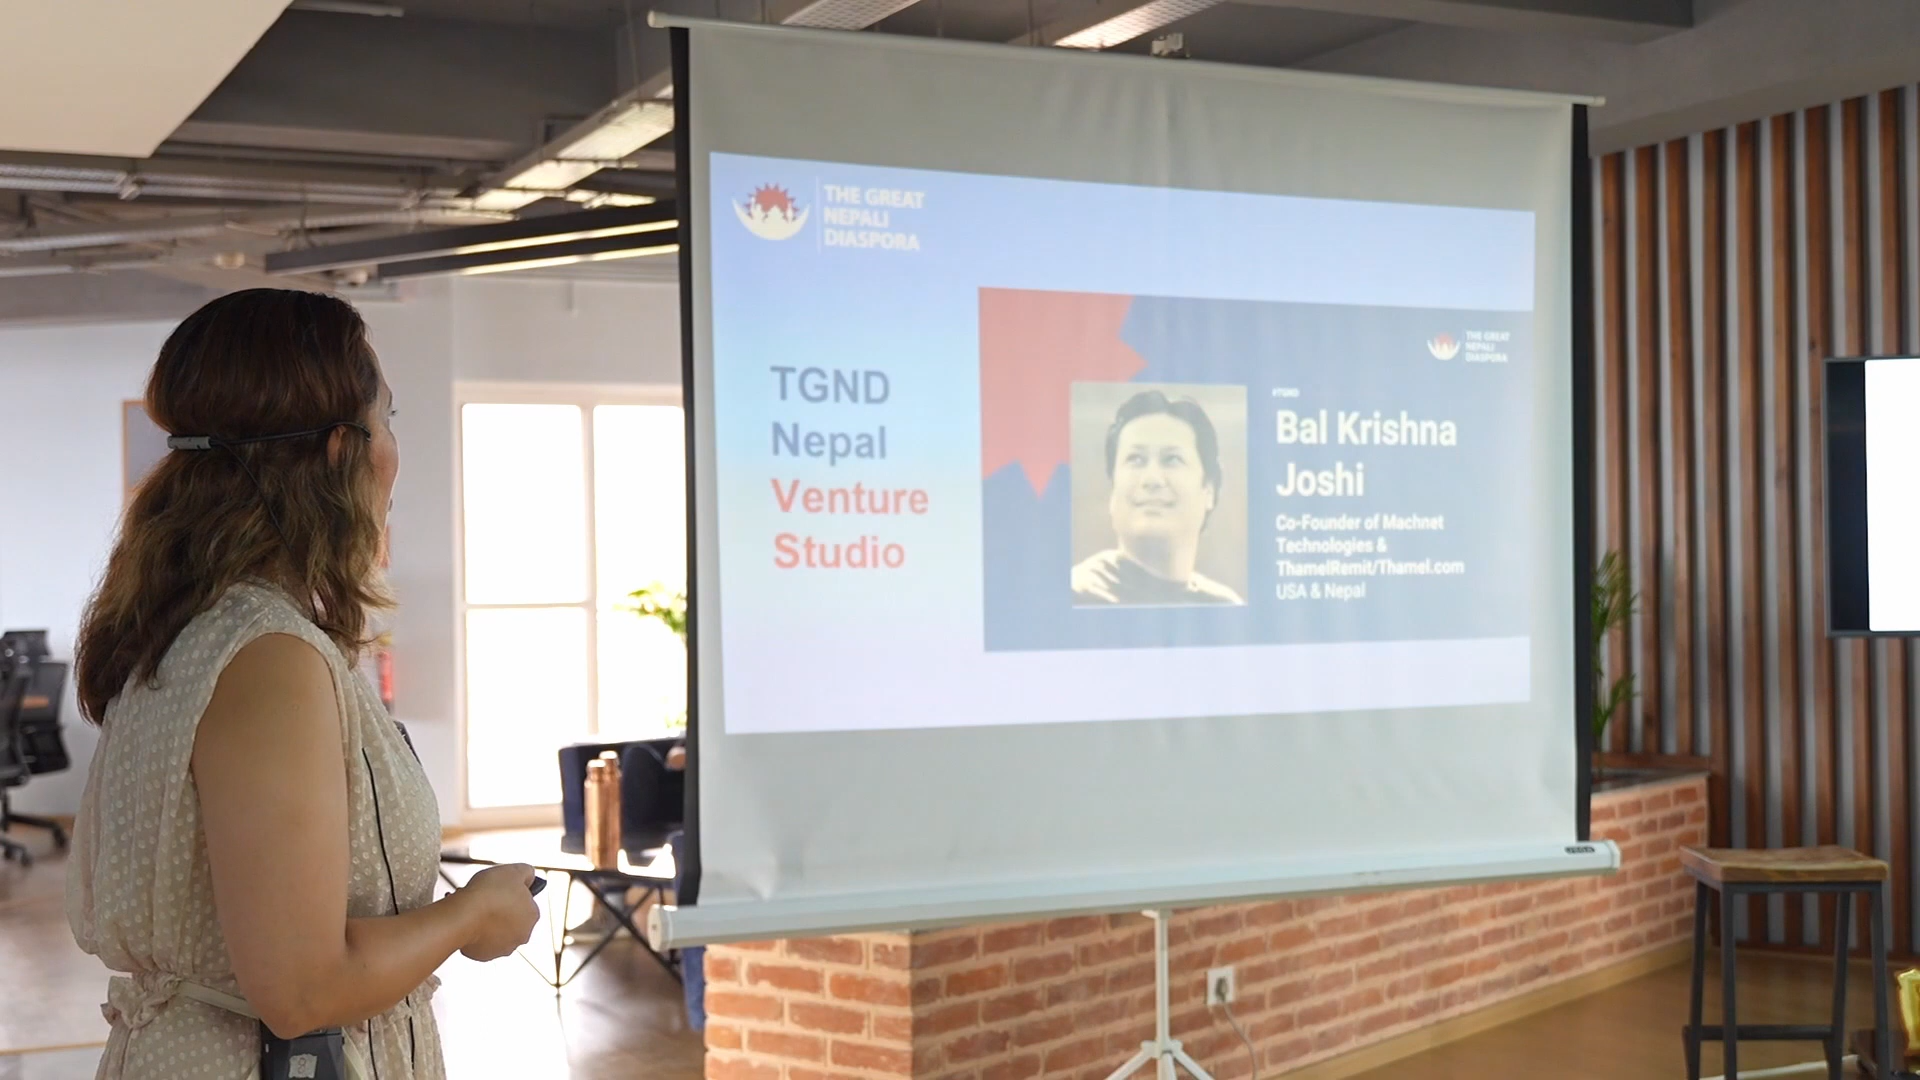 THE GREAT
NEPALI
DIASPORA
TGND
Nepal
Venture
Studio
THE GREAT
NEPALI
DIASPORA
#TGND
Bal Krishna
Joshi
Co-Founder of Machnet
Technologies &
ThamelRemit/Thamel.com
USA & Nepal